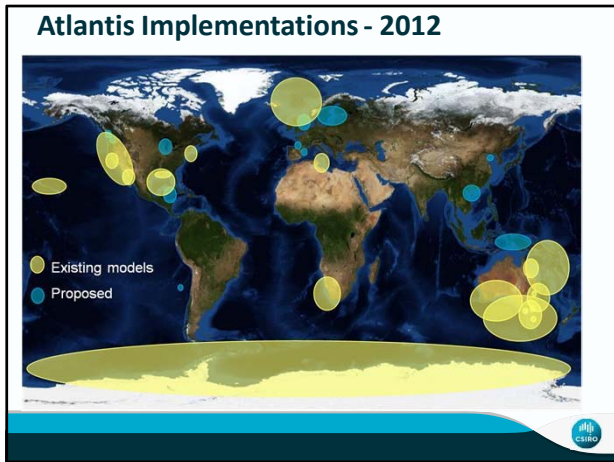 Atlantis Implementations - 2012
Existing models
Proposed
CSIRO